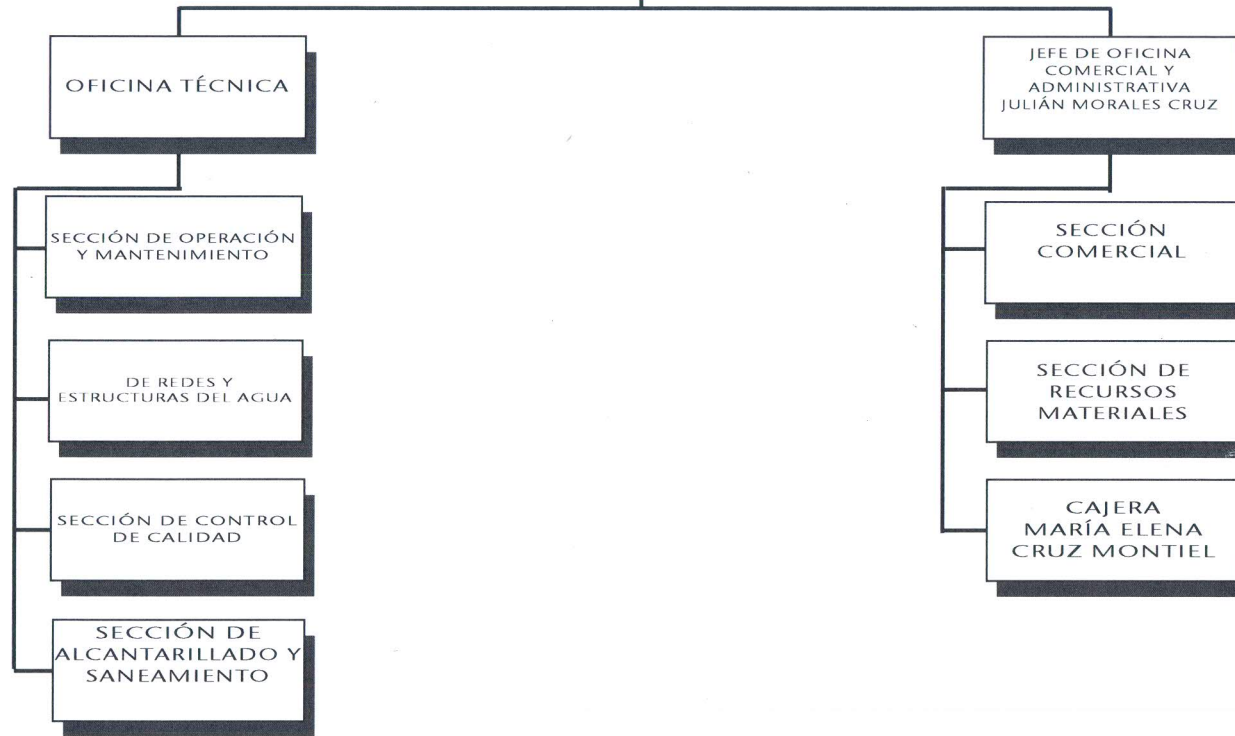 OFICINA TÉCNICA
SECCIÓN DE OPERACIÓN
Y MANTENIMIENTO
DE REDES Y
ESTRUCTURAS DEL AGUA
SECCIÓN DE CONTROL
DE CALIDAD
SECCIÓN DE
ALCANTARILLADO Y
SANEAMIENTO
JEFE DE OFICINA
COMERCIAL Y
ADMINISTRATIVA
JULIÁN MORALES CRUZ
SECCIÓN
COMERCIAL
SECCIÓN DE
RECURSOS
MATERIALES
CAJERA
MARÍA ELENA
CRUZ MONTIEL